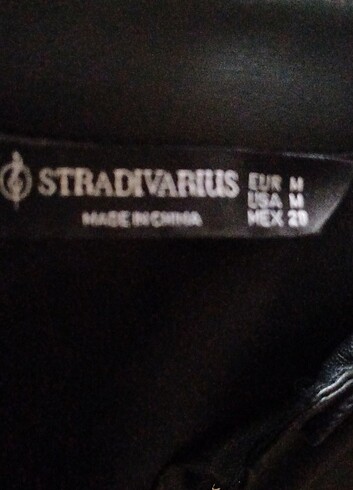 STRADIVARIUS
MADE IN CHINA
EUR M
USA M
MEX 28